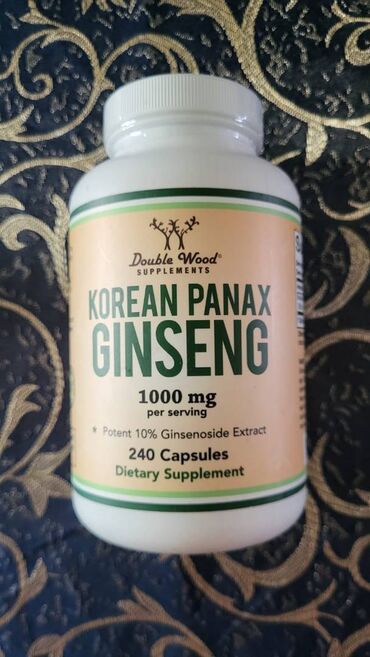 Double Wood®
SUPPLEMENTS
KOREAN PANAX
GINSENG
1000 mg
per serving
* Potent 10% Ginsenoside Extract
240 Capsules
Dietary Supplement